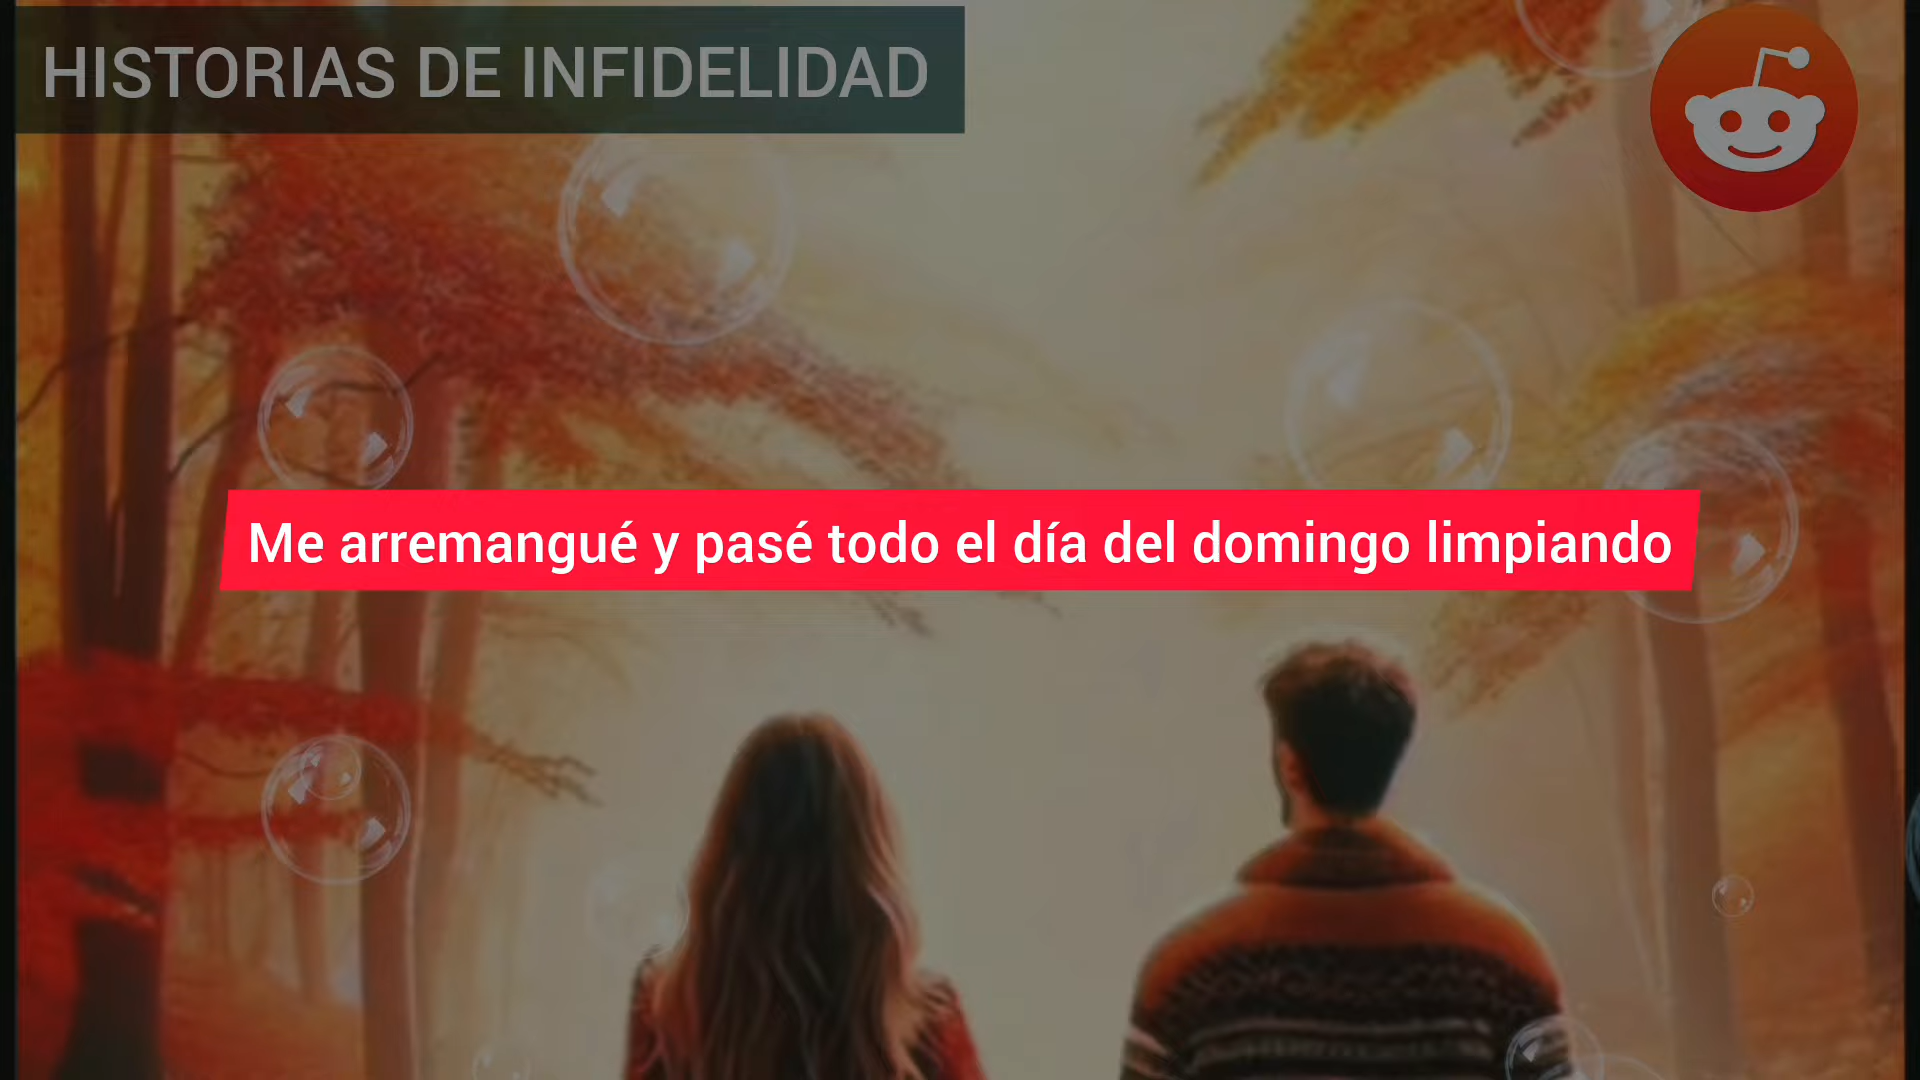 HISTORIAS DE INFIDELIDAD
Me arremangué y pasé todo el día del domingo limpiando